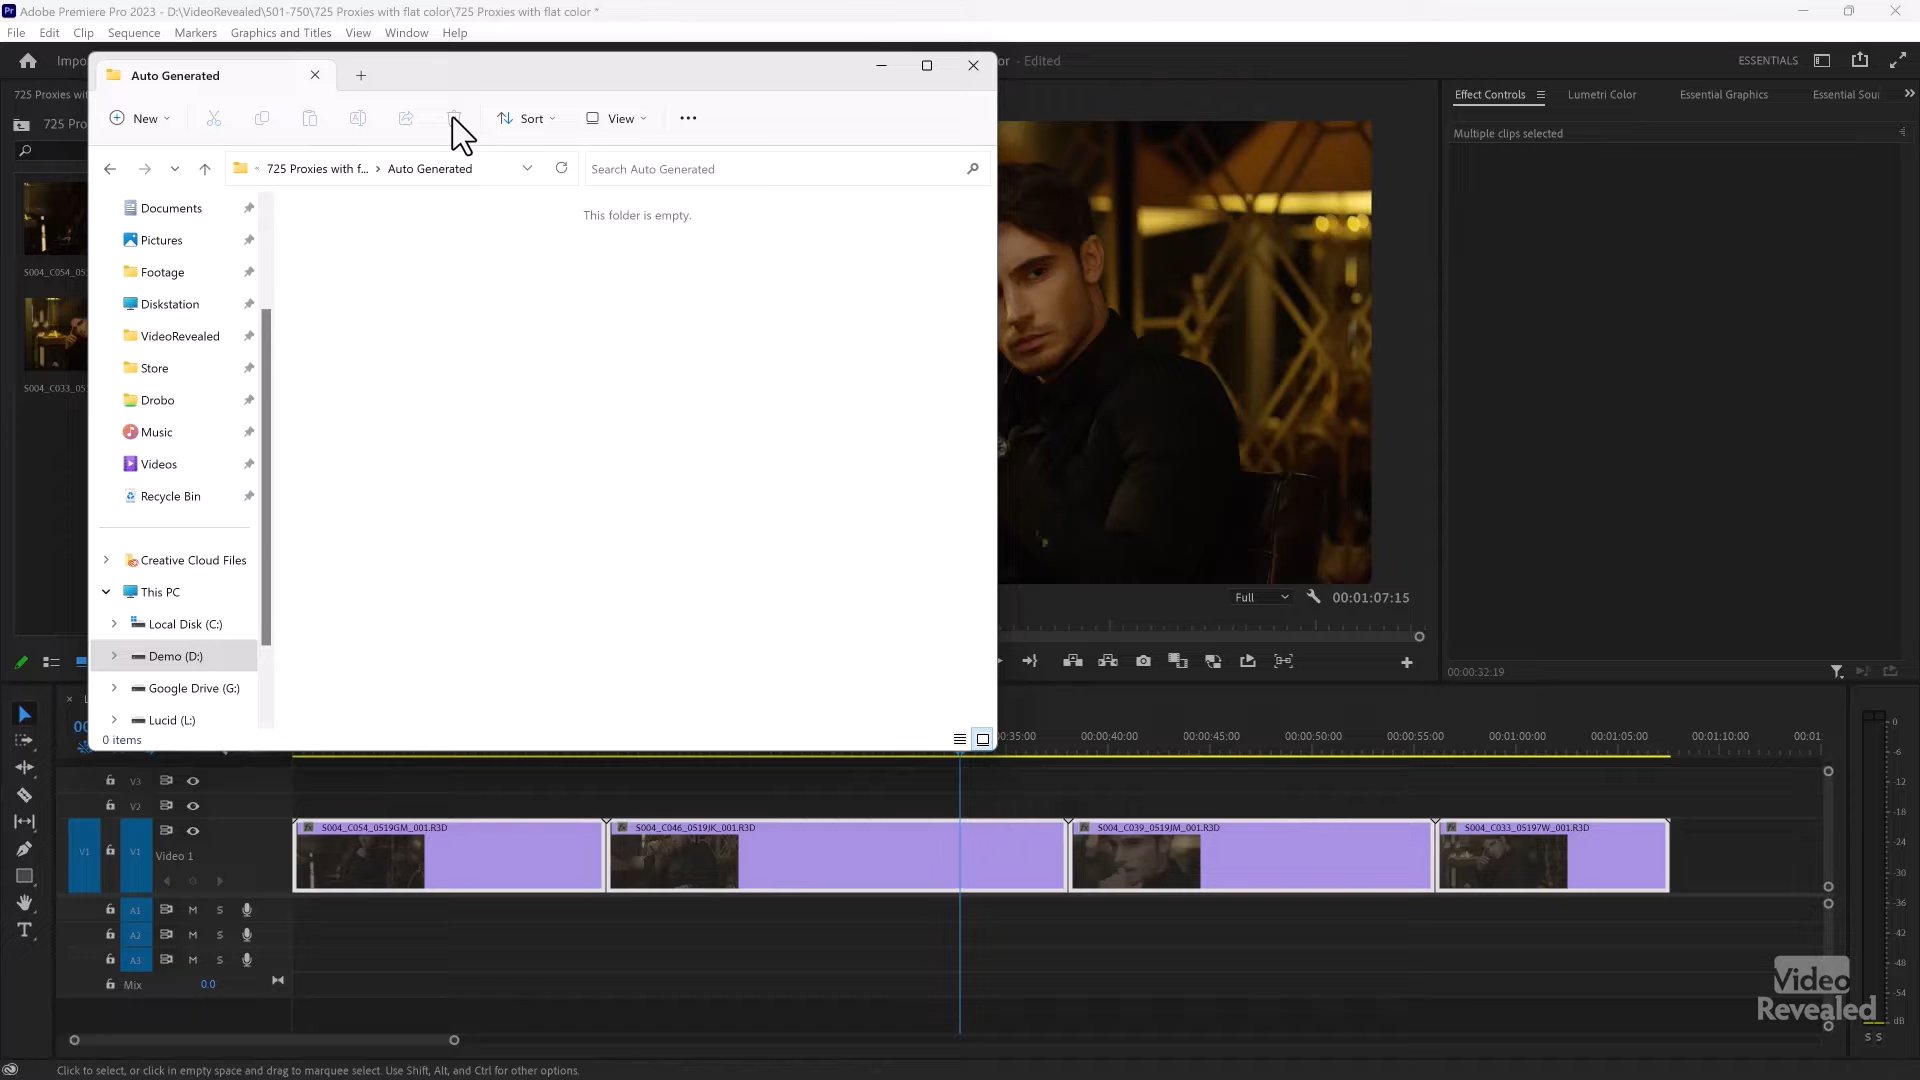 Adobe Premiere Pro 2023 - D:\VideoRevealed\501-750\725 Proxies with flat color\725 Proxies with flat color *
File Edit Clip Sequence Markers Graphics and Titles View Window Help
Impo
or - Edited
ESSENTIALS
Auto Generated
725 Proxies wi
725 Pro
New
Sort
View
725 Proxies with f...
Auto Generated
Search Auto Generated
This folder is empty.
Documents
Pictures
Footage
Diskstation
VideoRevealed
Store
Drobo
Music
Videos
Recycle Bin
Creative Cloud Files
This PC
Local Disk (C:)
Demo (D:)
Google Drive (G:)
Lucid (L:)
0 items
S004_C054_05
S004_C033_05
Effect Controls
Lumetri Color
Essential Graphics
Essential Sou
Multiple clips selected
Full
00:01:07:15
00:00:32:19
00
:35:00 00:00:40:00 00:00:45:00 00:00:50:00 00:00:55:00 00:01:00:00 00:01:05:00 00:01:10:00 00:01
V3
V2
V1 V1
Video 1
S004_C054_0519GM_001.R3D
S004_C046_0519JK_001.R3D
S004_C039_0519JM_001.R3D
S004_C033_05197W_001.R3D
A1 M S
A2 M S
A3 M S
Mix 0.0
0
-6
-12
-18
-24
-30
-36
-42
-48
-54
dB
S S
Video
Revealed
Click to select, or click in empty space and drag to marquee select. Use Shift, Alt, and Ctrl for other options.